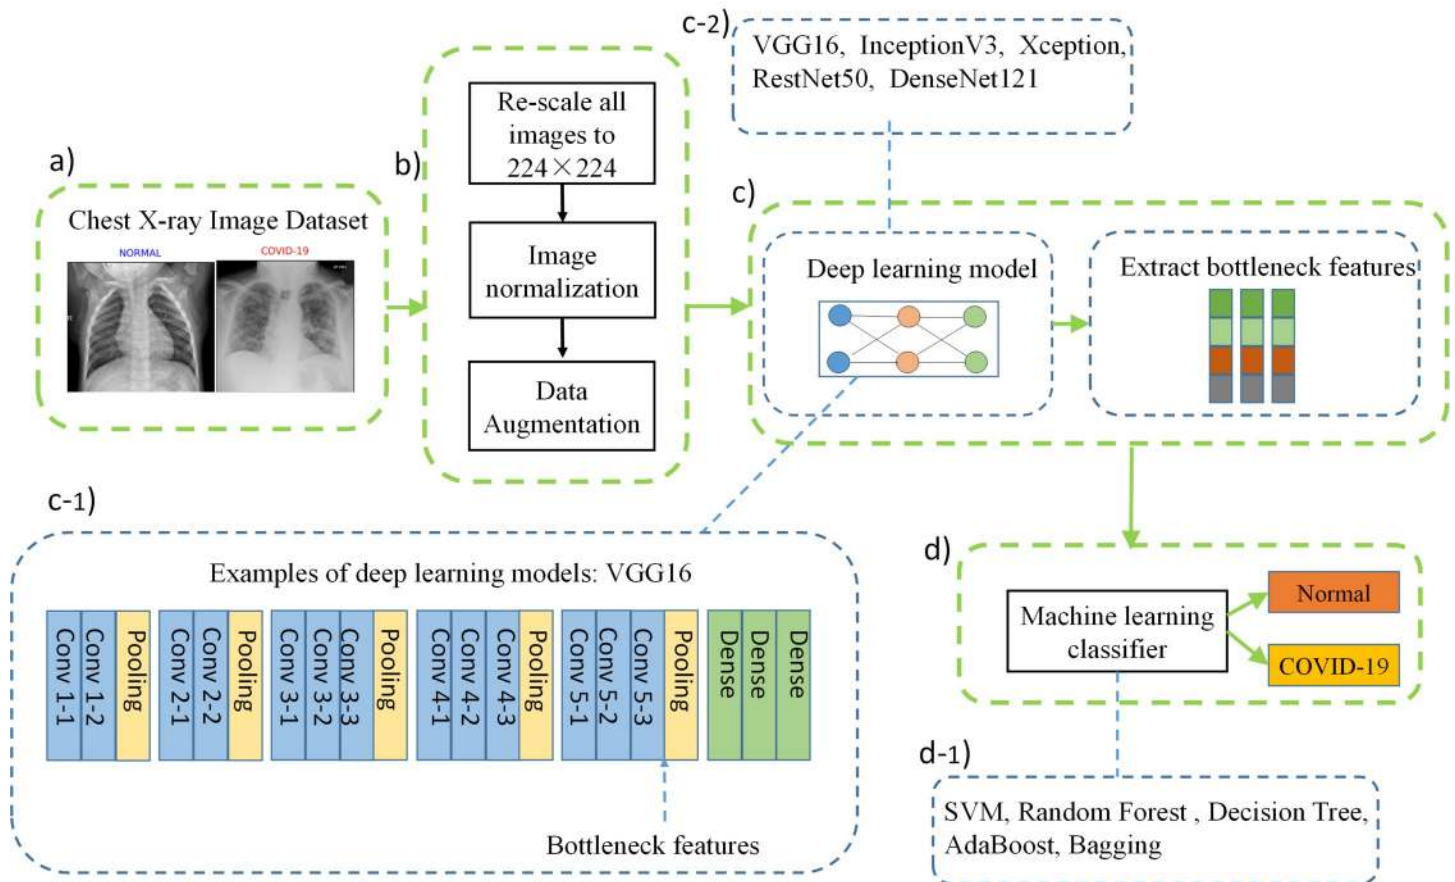 a)
Chest X-ray Image Dataset
NORMAL
COVID-19
b)
Re-scale all
images to
224×224
Image
normalization
Data
Augmentation
c-2)
VGG16, InceptionV3, Xception,
RestNet50, DenseNet121
c)
Deep learning model
Extract bottleneck features
c-1)
Examples of deep learning models: VGG16
Conv 1-1
Conv 1-2
Pooling
Conv 2-1
Conv 2-2
Pooling
Conv 3-1
Conv 3-2
Conv 3-3
Pooling
Conv 4-1
Conv 4-2
Conv 4-3
Pooling
Conv 5-1
Conv 5-2
Conv 5-3
Pooling
Dense
Dense
Dense
Bottleneck features
d)
Machine learning
classifier
Normal
COVID-19
d-1)
SVM, Random Forest , Decision Tree,
AdaBoost, Bagging